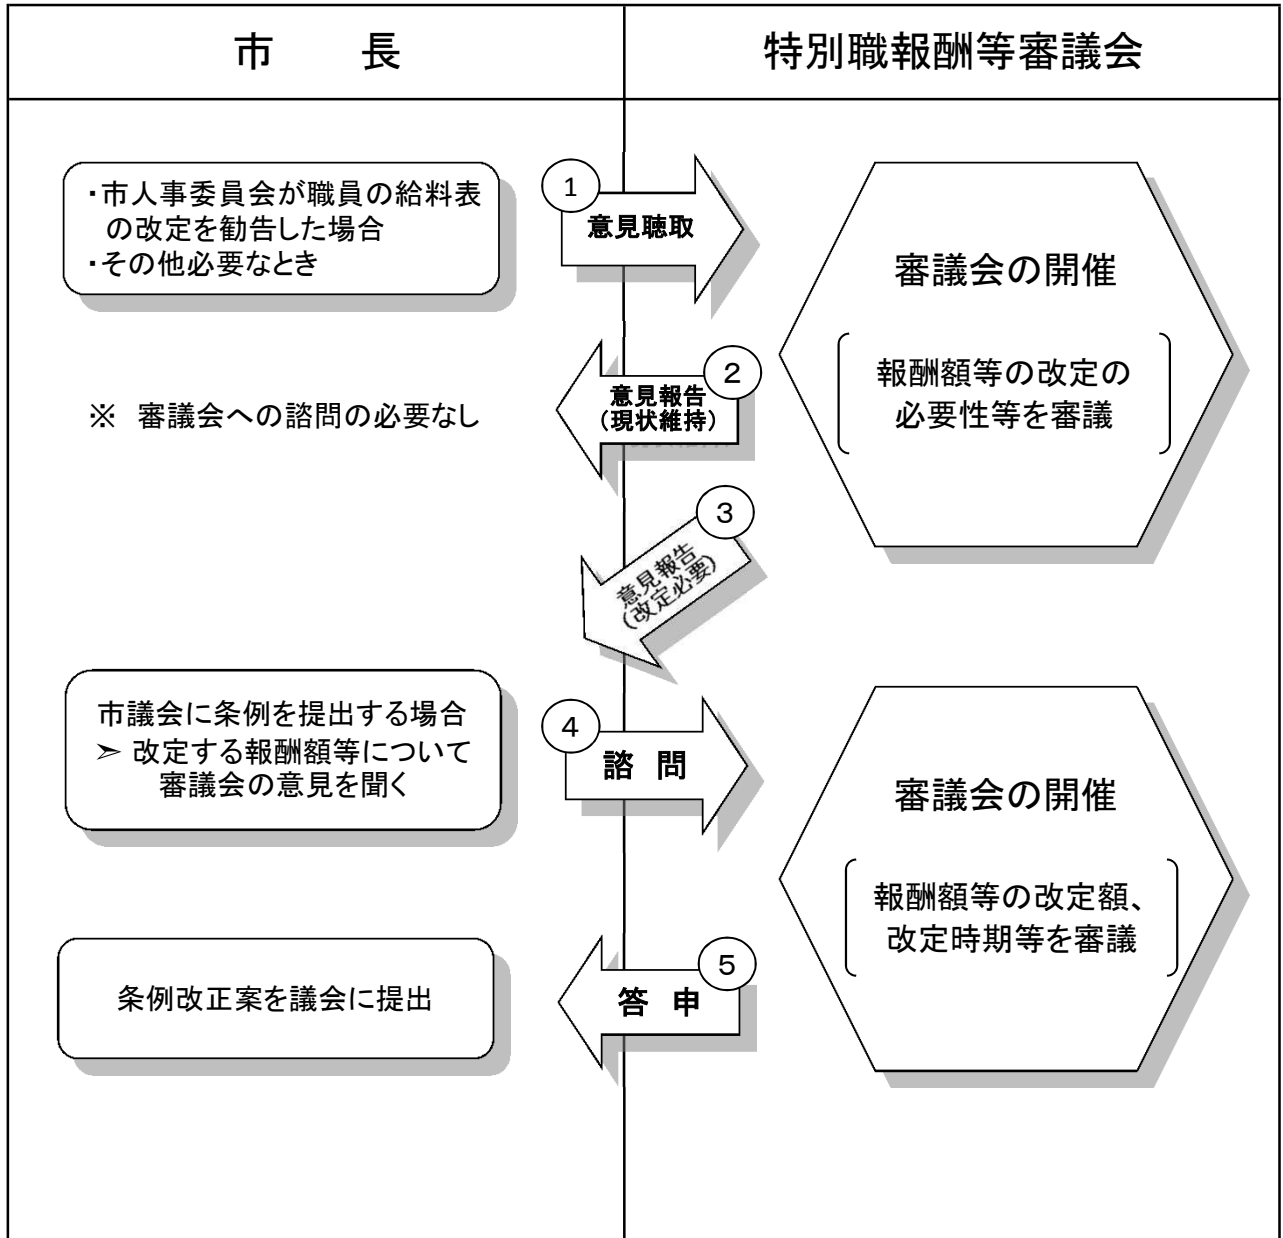 市　　長
特別職報酬等審議会
・市人事委員会が職員の給料表
の改定を勧告した場合
・その他必要なとき
1
意見聴取
審議会の開催
報酬額等の改定の
必要性等を審議
2
意見報告
（現状維持）
※　審議会への諮問の必要なし
3
意見報告
（改定必要）
市議会に条例を提出する場合
➣ 改定する報酬額等について
審議会の意見を聞く
4
諮　問
審議会の開催
報酬額等の改定額、
改定時期等を審議
5
答　申
条例改正案を議会に提出